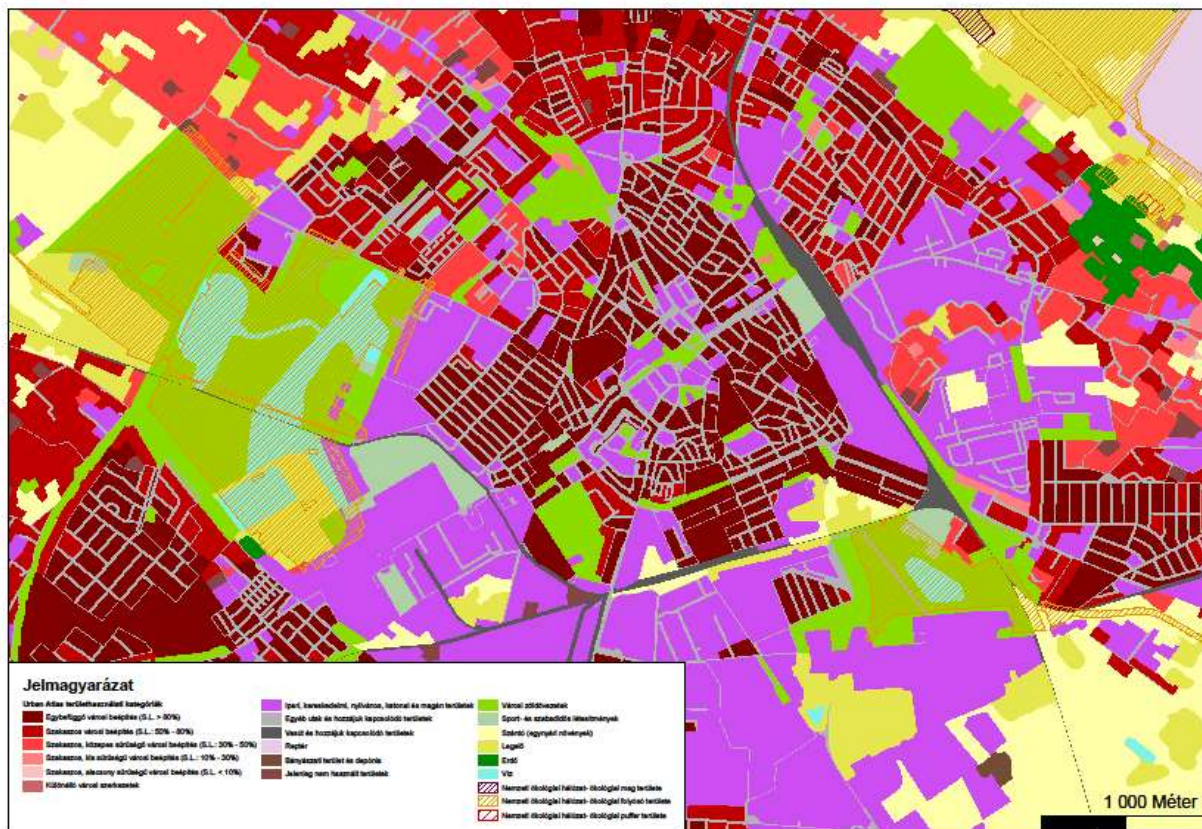 Jelmagyarázat
Urban Atlas területhasználati kategóriák
Egybefüggő városi beépítés (S.L. > 80%)
Szakaszos városi beépítés (S.L.: 50% - 80%)
Szakaszos, közepes sűrűségű városi beépítés (S.L.: 30% - 50%)
Szakaszos, kis sűrűségű városi beépítés (S.L.: 10% - 30%)
Szakaszos, alacsony sűrűségű városi beépítés (S.L. < 10%)
Különálló városi szerkezetek
Ipari, kereskedelmi, nyilvános, katonai és magán területek
Egyéb utak és hozzájuk kapcsolódó területek
Vasút és hozzájuk kapcsolódó területek
Reptér
Bányászati terület és depónia
Jelenleg nem használt területek
Városi zöldövezetek
Sport- és szabadidős létesítmények
Szántó (egynyári növények)
Legelő
Erdő
Víz
Nemzeti ökológiai hálózat- ökológiai mag területe
Nemzeti ökológiai hálózat- ökológiai folyosó területe
Nemzeti ökológiai hálózat- ökológiai puffer területe
1 000 Méter